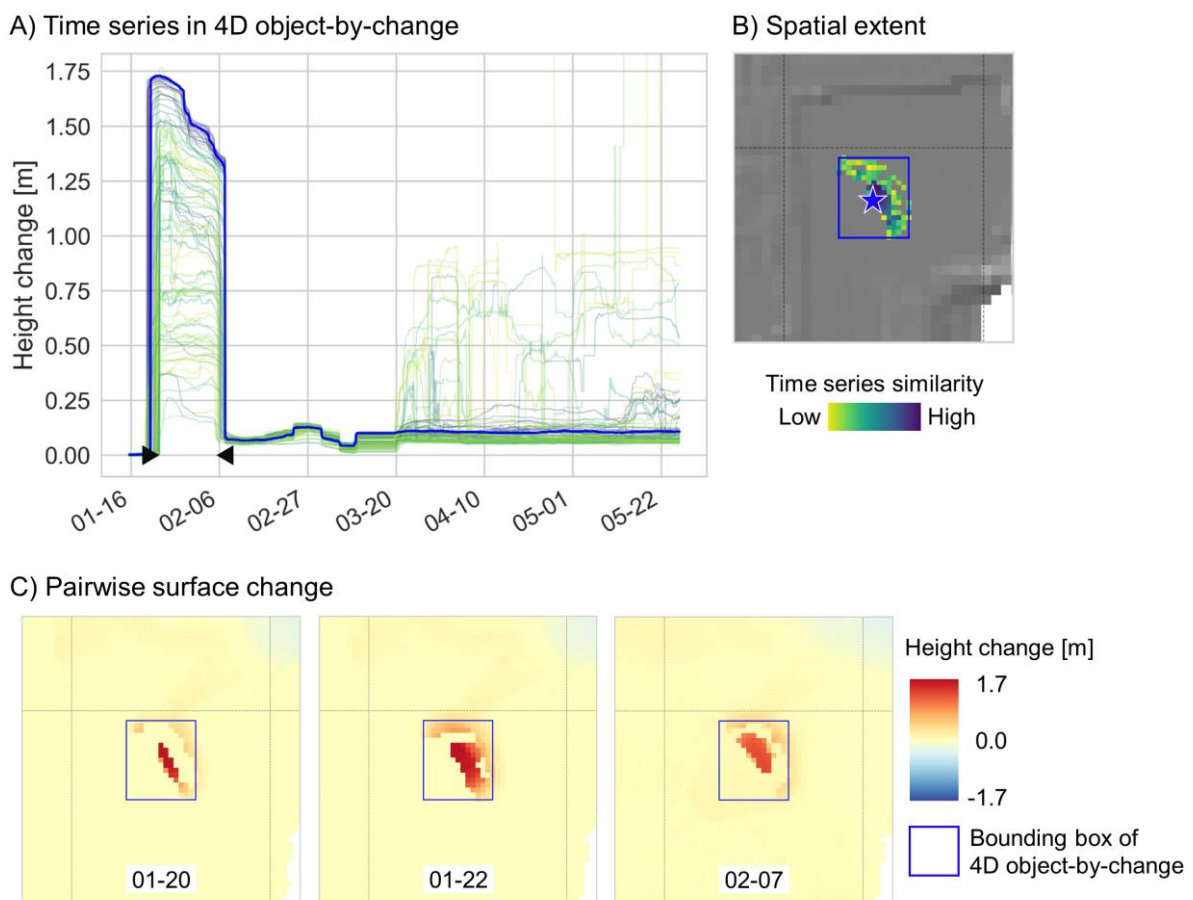 A) Time series in 4D object-by-change
B) Spatial extent
Height change [m]
1.75
1.50
1.25
1.00
0.75
0.50
0.25
0.00
01-16
02-06
02-27
03-20
04-10
05-01
05-22
Time series similarity
Low
High
C) Pairwise surface change
01-20
01-22
02-07
Height change [m]
1.7
0.0
-1.7
Bounding box of
4D object-by-change